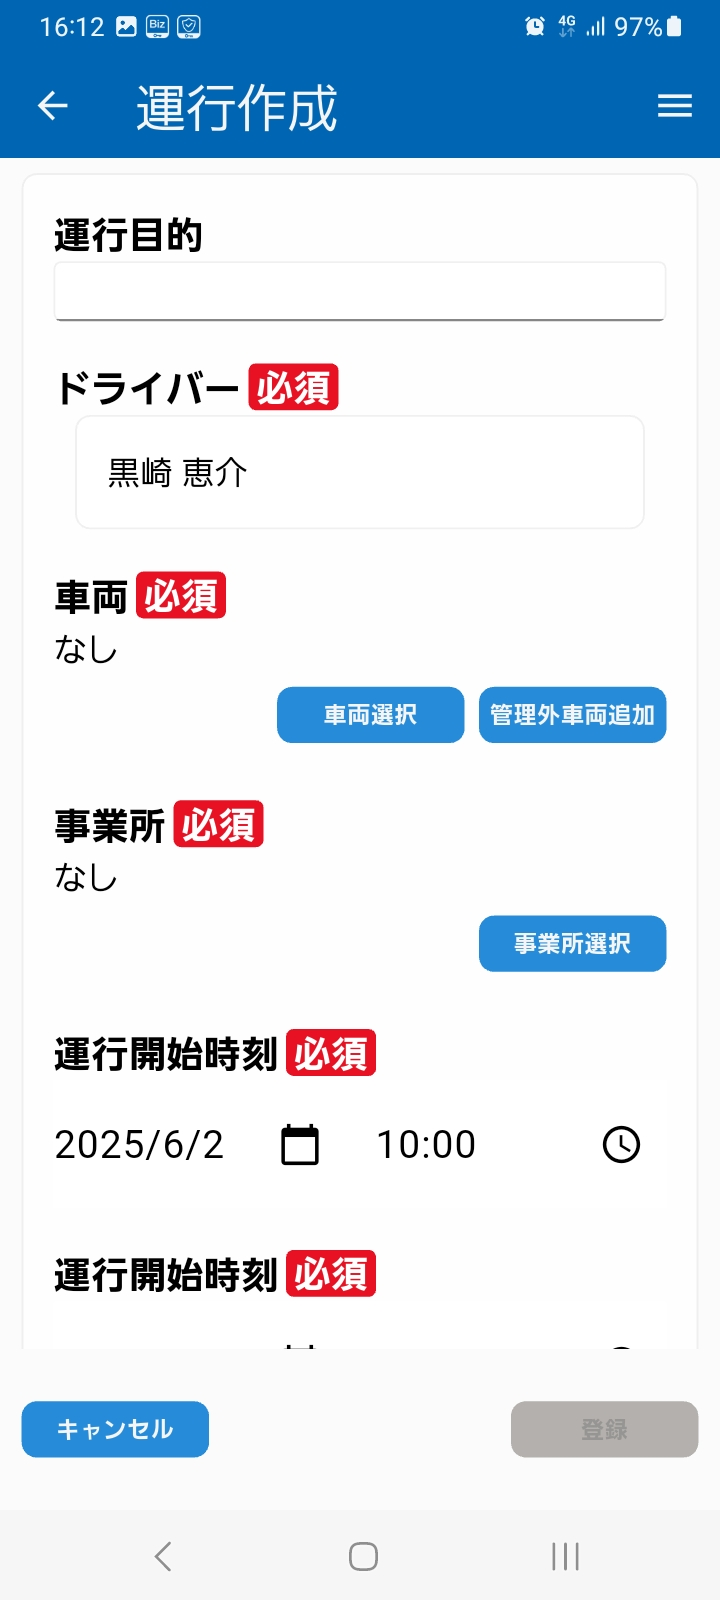 16:12 Biz 4G 97%
運行作成
運行目的
ドライバー 必須
黒崎 恵介
車両 必須
なし
車両選択 管理外車両追加
事業所 必須
なし
事業所選択
運行開始時刻 必須
2025/6/2 10:00
運行開始時刻 必須
キャンセル 登録